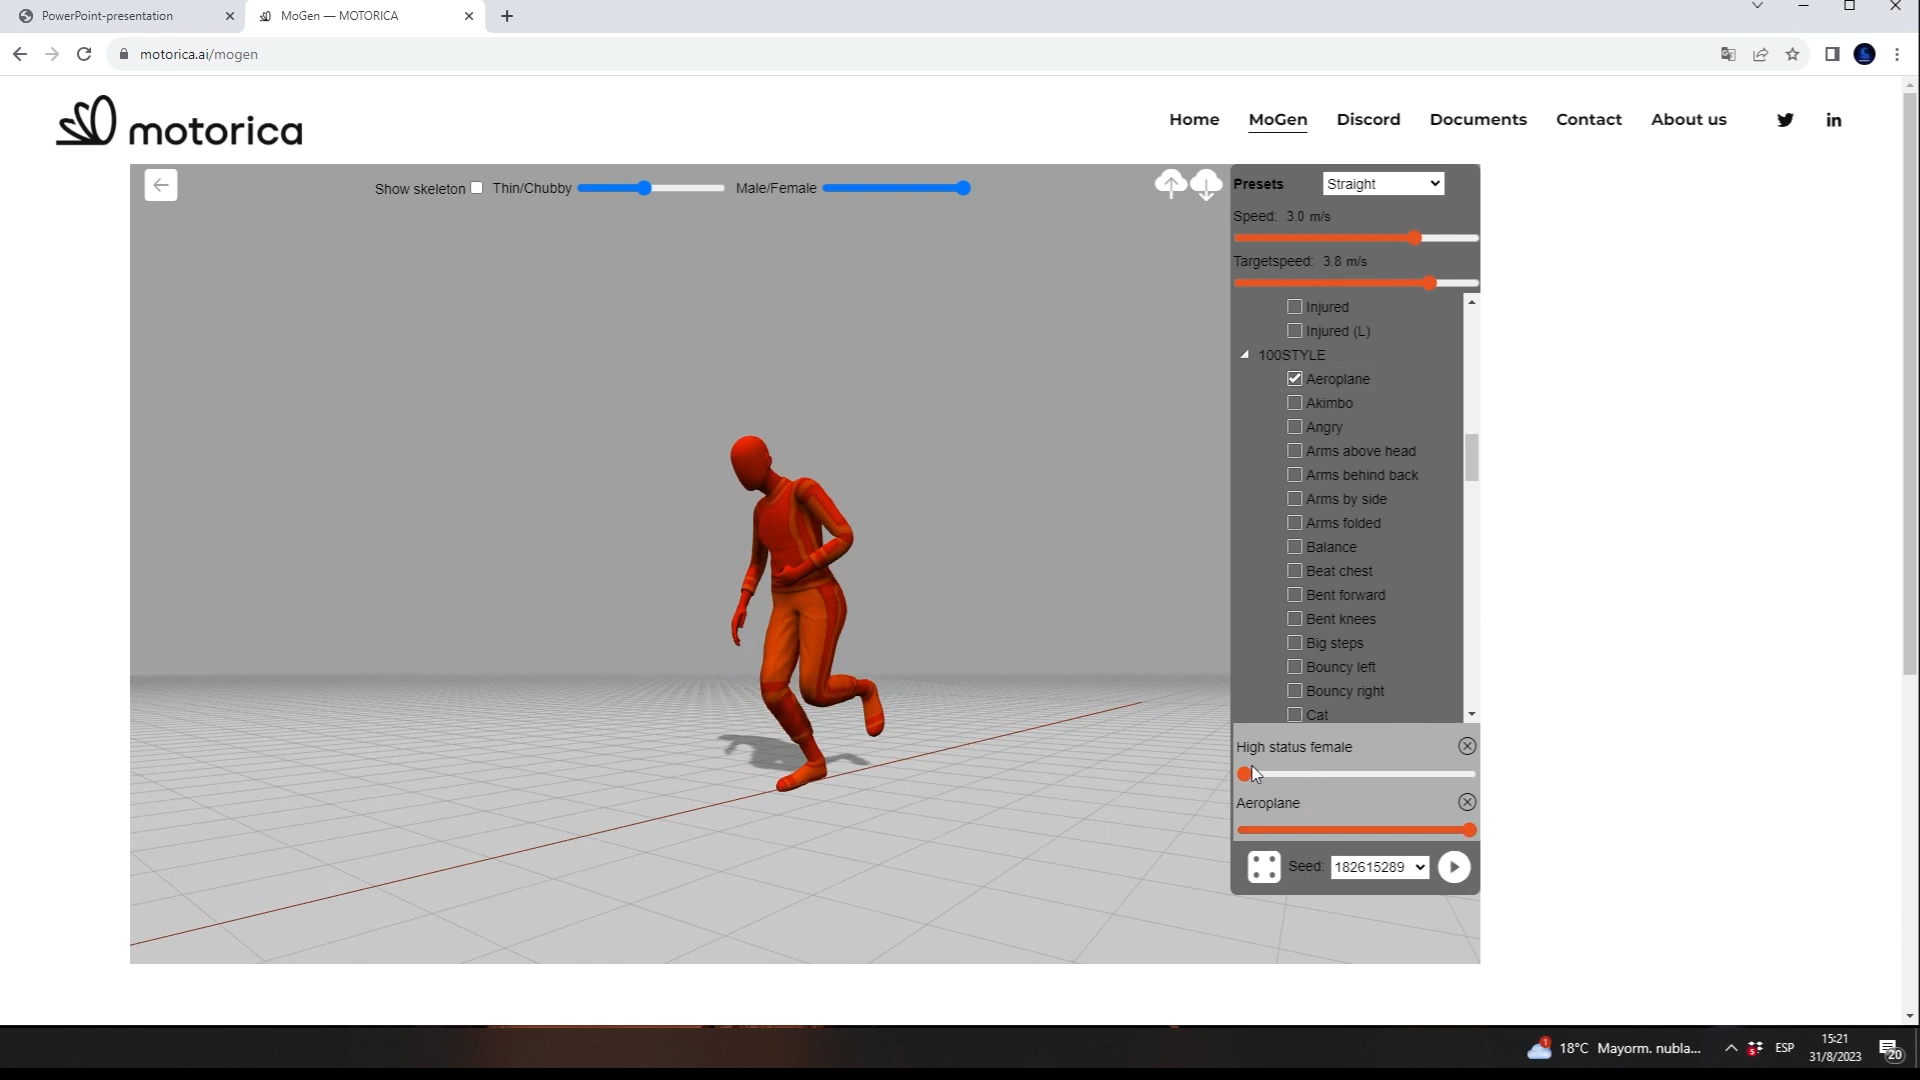 PowerPoint-presentation
MoGen — MOTORICA
motorica.ai/mogen
motorica
Home
MoGen
Discord
Documents
Contact
About us
in
Show skeleton
Thin/Chubby
Male/Female
Presets
Straight
Speed: 3.0 m/s
Targetspeed: 3.8 m/s
Injured
Injured (L)
100STYLE
Aeroplane
Akimbo
Angry
Arms above head
Arms behind back
Arms by side
Arms folded
Balance
Beat chest
Bent forward
Bent knees
Big steps
Bouncy left
Bouncy right
Cat
High status female
Aeroplane
Seed: 182615289
1
18°C Mayorm. nubla...
ESP
15:21
31/8/2023
20